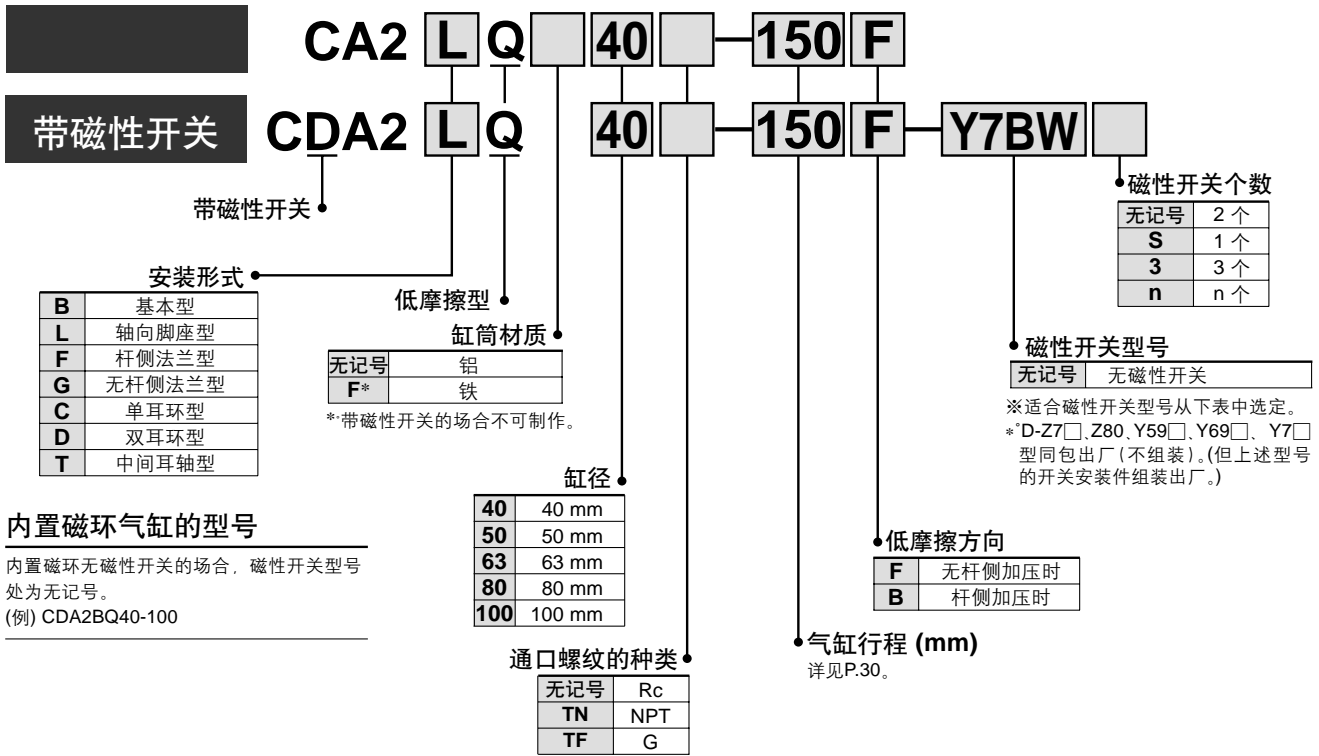 CA2 L Q 40 — 150 F
带磁性开关 CDA2 L Q 40 — 150 F — Y7BW
带磁性开关
安装形式
B 基本型
L 轴向脚座型
F 杆侧法兰型
G 无杆侧法兰型
C 单耳环型
D 双耳环型
T 中间耳轴型
低摩擦型
缸筒材质
无记号 铝
F* 铁
*带磁性开关的场合不可制作。
磁性开关个数
无记号 2 个
S 1 个
3 3 个
n n 个
磁性开关型号
无记号 无磁性开关
※适合磁性开关型号从下表中选定。
*D-Z7□、Z80、Y59□、Y69□、Y7□
型同包出厂(不组装)。(但上述型号
的开关安装件组装出厂。)
缸径
40 40 mm
50 50 mm
63 63 mm
80 80 mm
100 100 mm
内置磁环气缸的型号
内置磁环无磁性开关的场合，磁性开关型号
处为无记号。
(例) CDA2BQ40-100
低摩擦方向
F 无杆侧加压时
B 杆侧加压时
气缸行程 (mm)
详见P.30。
通口螺纹的种类
无记号 Rc
TN NPT
TF G